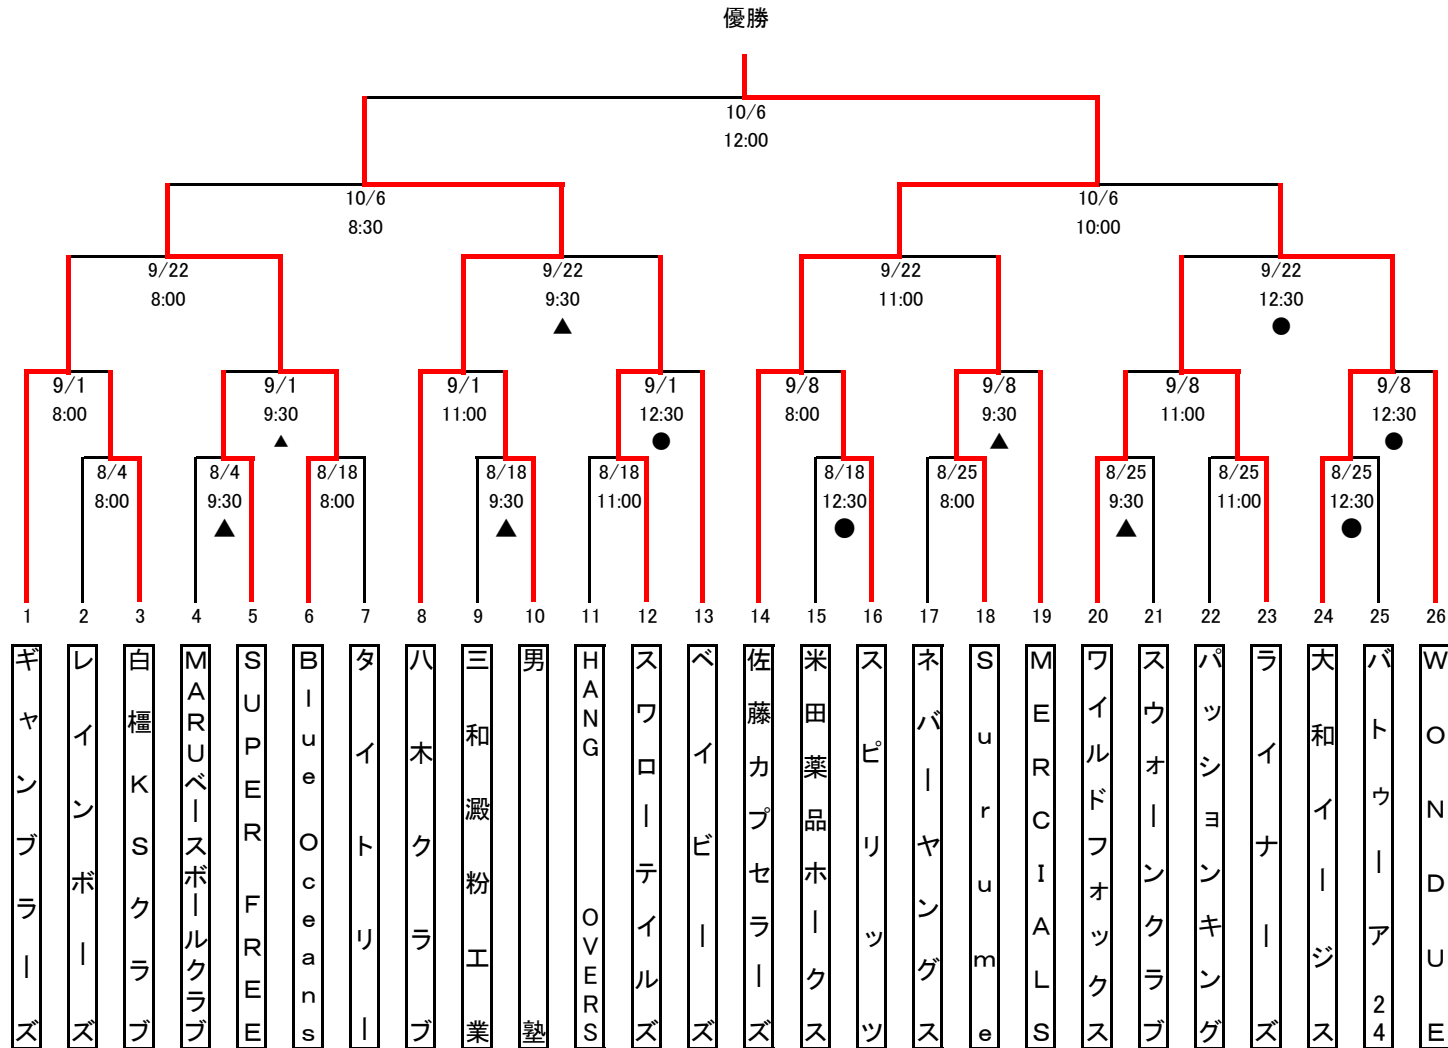 優勝
10/6
12:00
10/6
8:30
10/6
10:00
9/22
8:00
9/22
9:30
▲
9/22
11:00
9/22
12:30
●
9/1
8:00
9/1
9:30
▲
9/1
11:00
9/1
12:30
●
9/8
8:00
9/8
9:30
▲
9/8
11:00
9/8
12:30
●
8/4
8:00
8/4
9:30
▲
8/18
8:00
8/18
9:30
▲
8/18
11:00
8/18
12:30
●
8/25
8:00
8/25
9:30
▲
8/25
11:00
8/25
12:30
●
1 2 3 4 5 6 7 8 9 10 11 12 13 14 15 16 17 18 19 20 21 22 23 24 25 26
ギャンブラーズ
レインボーズ
白橿KSクラブ
MARUベースボールクラブ
SUPER FREE
Blue Oceans
タイトリー
八木クラブ
三和澱粉工業
男塾
HANG OVERS
スワローテイルズ
ベイビーズ
佐藤カプセラーズ
米田薬品ホークス
スピリッツ
ネバーヤングス
Surume
MERCIALS
ワイルドフォックス
スウォーンクラブ
パッションキング
ライナーズ
大和イージス
バトゥーア24
WONDUE